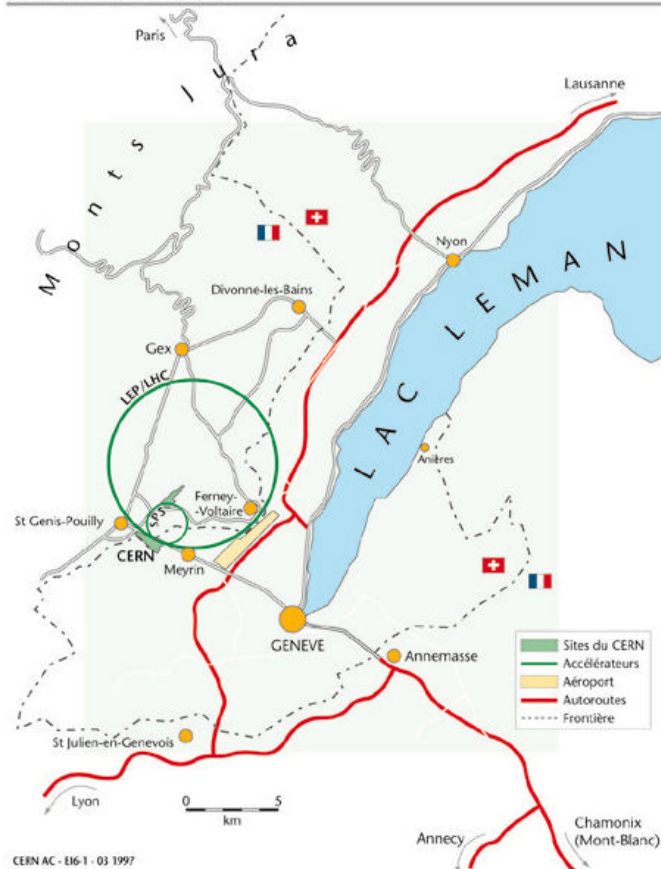 Paris
Monts Jura
Lausanne
Nyon
Divonne-les-Bains
LAC LEMAN
Gex
LEP/LHC
Anières
Ferney-
-Voltaire
St Genis-Pouilly
SPS
CERN
Meyrin
GENEVE
Annemasse
Sites du CERN
Accélérateurs
Aéroport
Autoroutes
Frontière
St Julien-en-Genevois
Lyon
0 5
km
Annecy
Chamonix
(Mont-Blanc)
CERN AC - EI6-1 - 03 1997